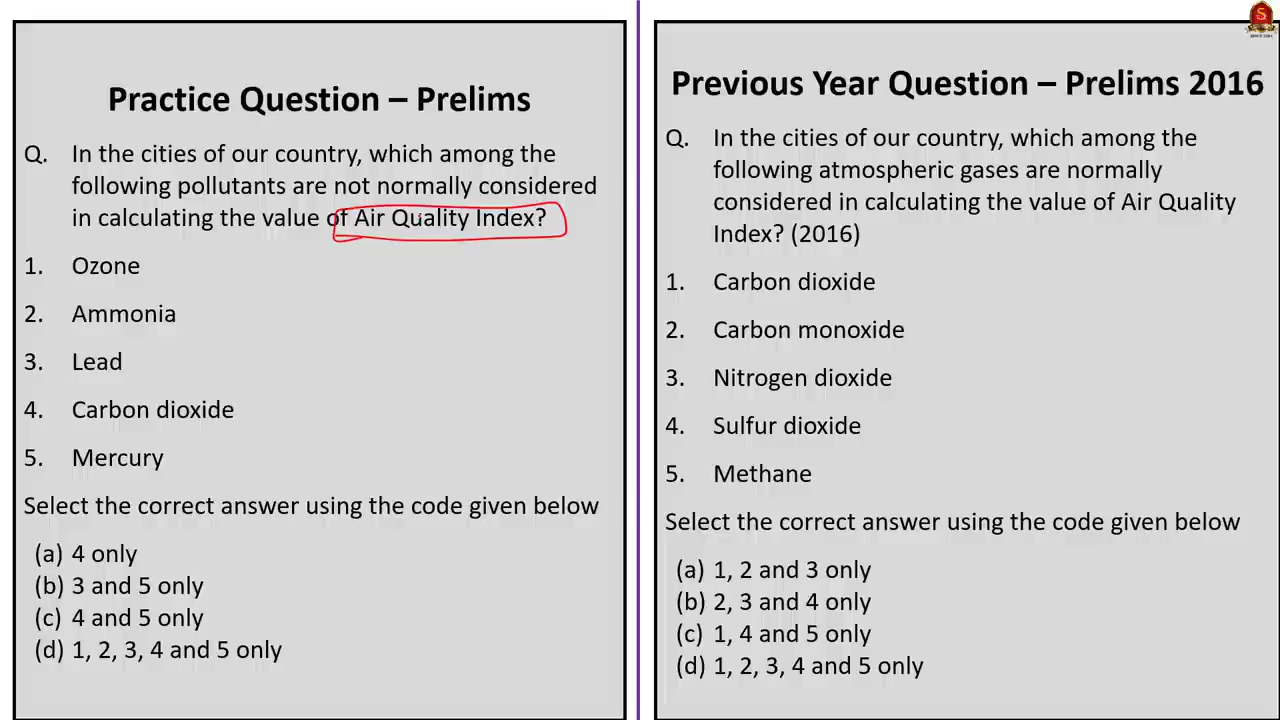 Practice Question – Prelims
Q. In the cities of our country, which among the
following pollutants are not normally considered
in calculating the value of Air Quality Index?
1. Ozone
2. Ammonia
3. Lead
4. Carbon dioxide
5. Mercury
Select the correct answer using the code given below
(a) 4 only
(b) 3 and 5 only
(c) 4 and 5 only
(d) 1, 2, 3, 4 and 5 only
Previous Year Question – Prelims 2016
Q. In the cities of our country, which among the
following atmospheric gases are normally
considered in calculating the value of Air Quality
Index? (2016)
1. Carbon dioxide
2. Carbon monoxide
3. Nitrogen dioxide
4. Sulfur dioxide
5. Methane
Select the correct answer using the code given below
(a) 1, 2 and 3 only
(b) 2, 3 and 4 only
(c) 1, 4 and 5 only
(d) 1, 2, 3, 4 and 5 only
S